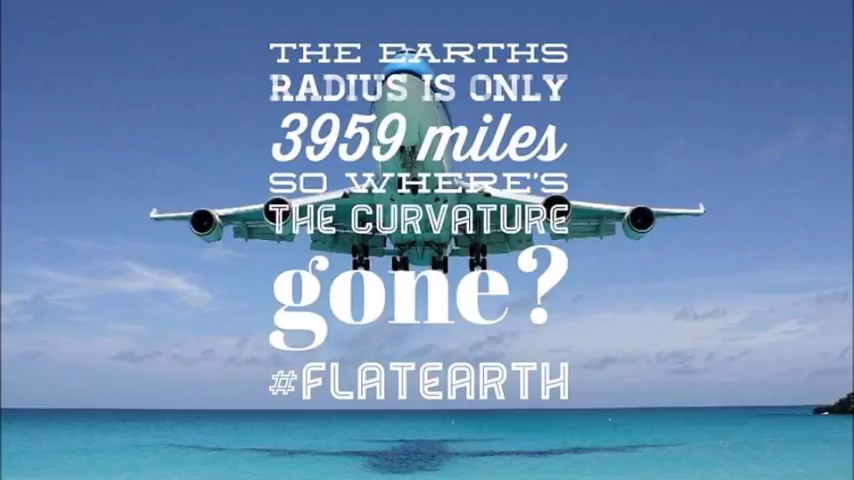 THE EARTHS
RADIUS IS ONLY
3959 miles
SO WHERE'S
THE CURVATURE
gone?
#FLATEARTH